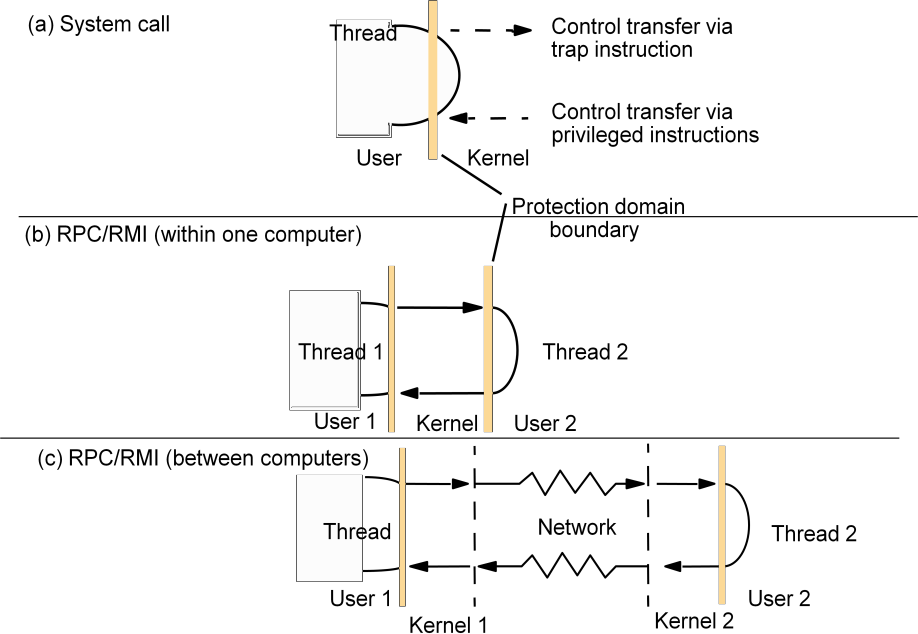 (a) System call
Thread
Control transfer via
trap instruction
Control transfer via
privileged instructions
User
Kernel
Protection domain
boundary
(b) RPC/RMI (within one computer)
Thread 1
Thread 2
User 1
Kernel
User 2
(c) RPC/RMI (between computers)
Thread
Network
Thread 2
User 1
User 2
Kernel 1
Kernel 2